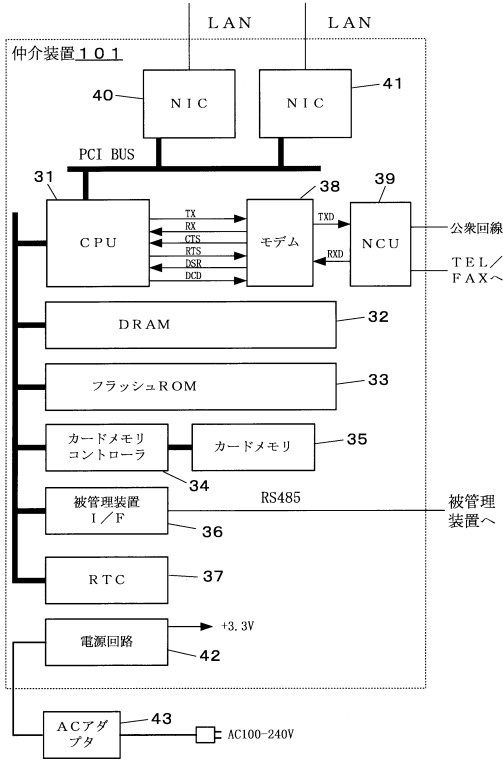 LAN
LAN
仲介装置101
40
NIC
NIC
41
PCI BUS
31
CPU
TX
RX
CTS
RTS
DSR
DCD
38
モデム
TXD
RXD
39
NCU
公衆回線
TEL/
FAXへ
DRAM
32
フラッシュROM
33
カードメモリ
コントローラ
34
カードメモリ
35
被管理装置
I/F
36
RS485
被管理
装置へ
RTC
37
電源回路
42
+3.3V
ACアダ
プタ
43
AC100-240V